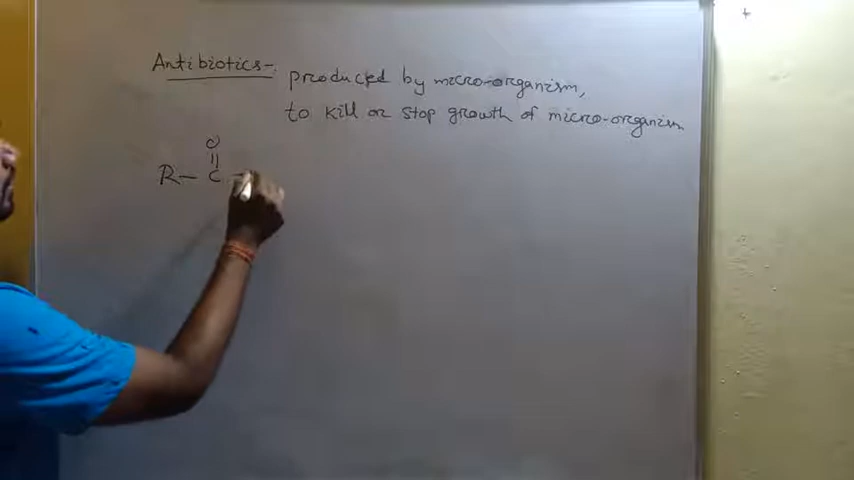 Antibiotics- produced by micro-organism,
to kill or stop growth of micro-organism
O
||
R-C-